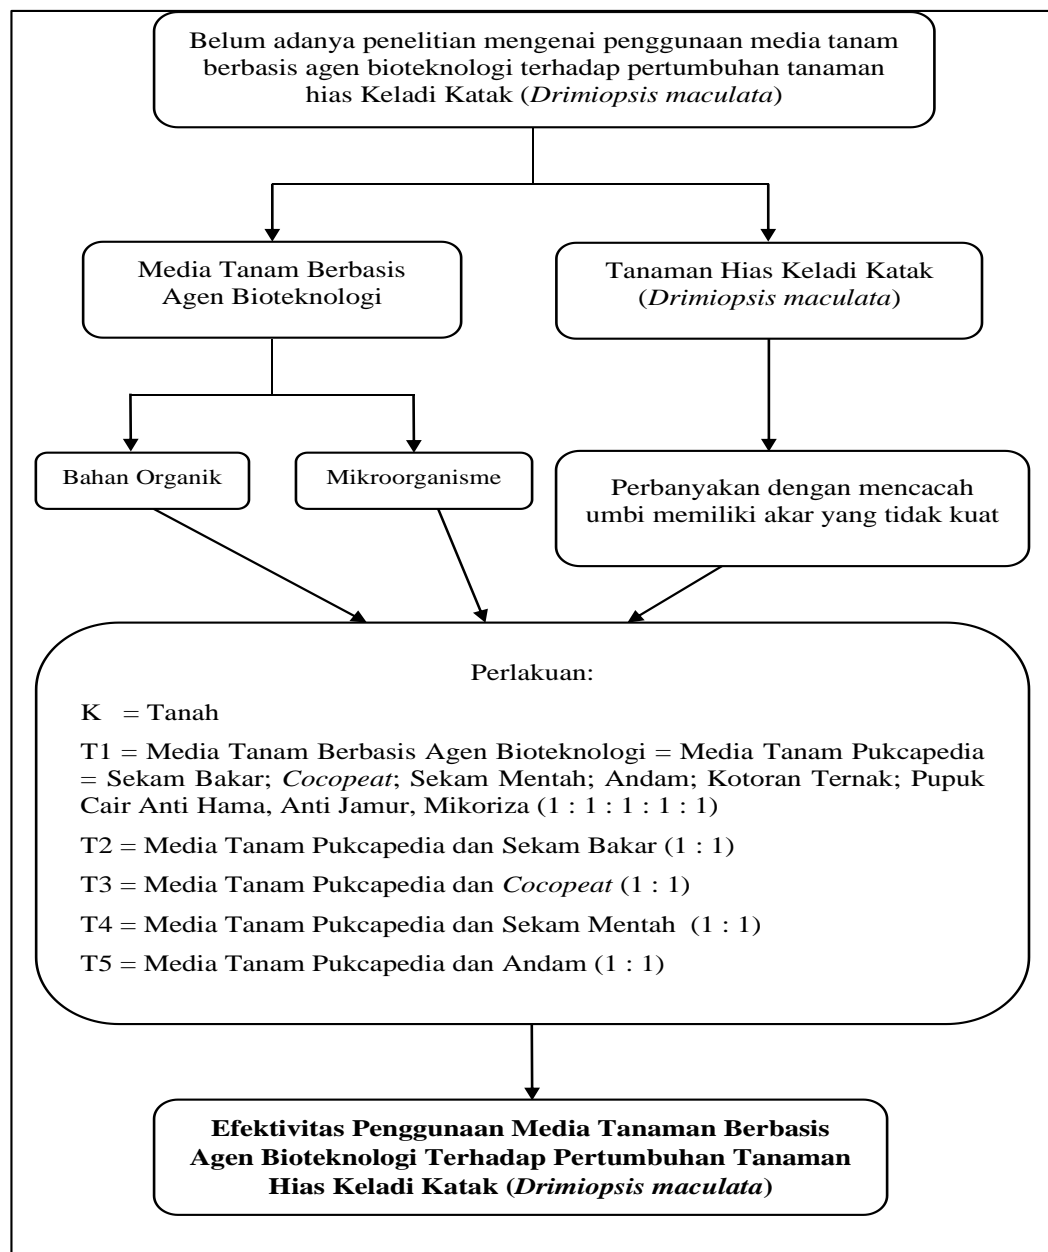 Belum adanya penelitian mengenai penggunaan media tanam
berbasis agen bioteknologi terhadap pertumbuhan tanaman
hias Keladi Katak (Drimiopsis maculata)
Media Tanam Berbasis
Agen Bioteknologi
Tanaman Hias Keladi Katak
(Drimiopsis maculata)
Bahan Organik
Mikroorganisme
Perbanyakan dengan mencacah
umbi memiliki akar yang tidak kuat
Perlakuan:
K = Tanah
T1 = Media Tanam Berbasis Agen Bioteknologi = Media Tanam Pukcapedia
= Sekam Bakar; Cocopeat; Sekam Mentah; Andam; Kotoran Ternak; Pupuk
Cair Anti Hama, Anti Jamur, Mikoriza (1 : 1 : 1 : 1 : 1)
T2 = Media Tanam Pukcapedia dan Sekam Bakar (1 : 1)
T3 = Media Tanam Pukcapedia dan Cocopeat (1 : 1)
T4 = Media Tanam Pukcapedia dan Sekam Mentah (1 : 1)
T5 = Media Tanam Pukcapedia dan Andam (1 : 1)
Efektivitas Penggunaan Media Tanaman Berbasis
Agen Bioteknologi Terhadap Pertumbuhan Tanaman
Hias Keladi Katak (Drimiopsis maculata)